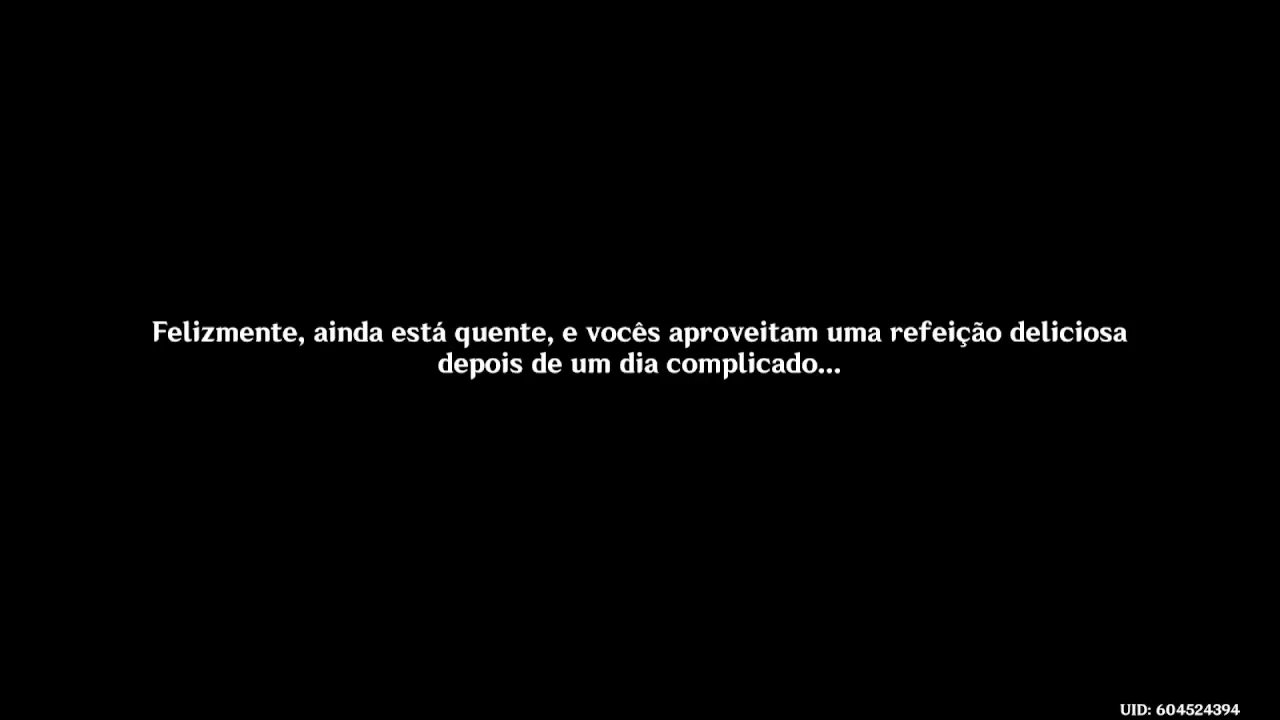 Felizmente, ainda está quente, e vocês aproveitam uma refeição deliciosa
depois de um dia complicado...
UID: 604524394